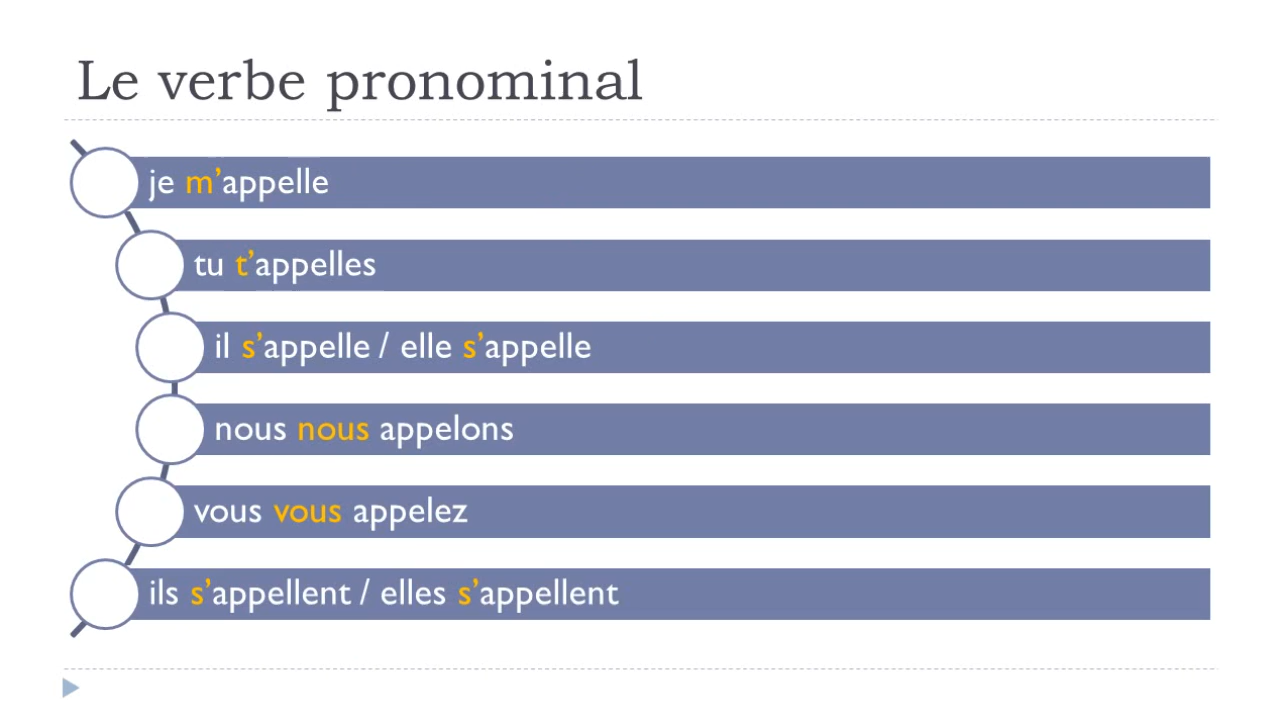 Le verbe pronominal
je m’appelle
tu t’appelles
il s’appelle / elle s’appelle
nous nous appelons
vous vous appelez
ils s’appellent / elles s’appellent